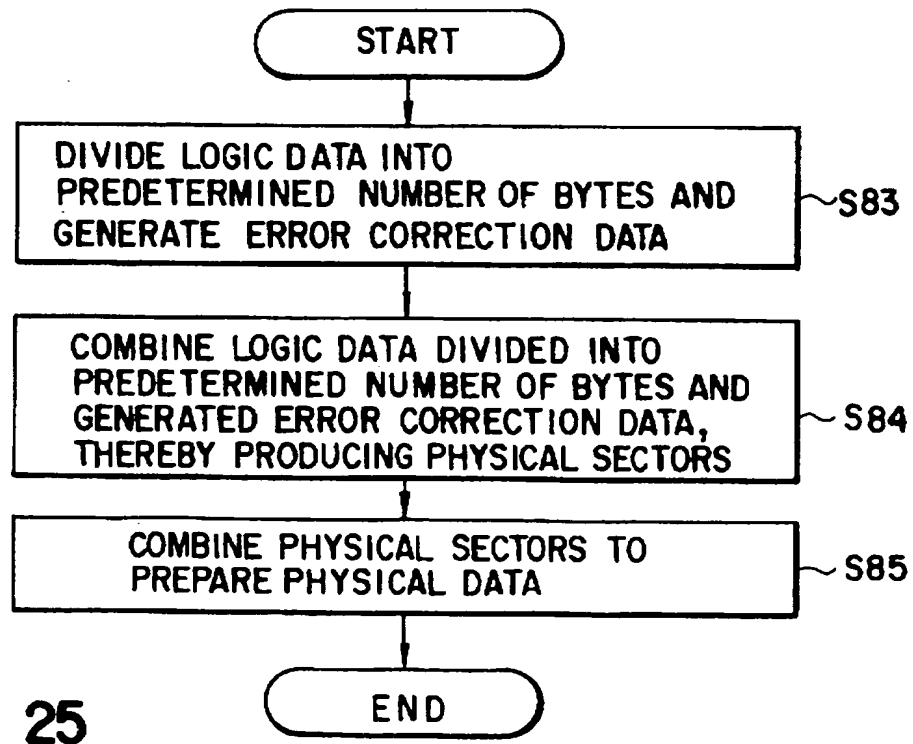 START
DIVIDE LOGIC DATA INTO
PREDETERMINED NUMBER OF BYTES AND
GENERATE ERROR CORRECTION DATA
S83
COMBINE LOGIC DATA DIVIDED INTO
PREDETERMINED NUMBER OF BYTES AND
GENERATED ERROR CORRECTION DATA,
THEREBY PRODUCING PHYSICAL SECTORS
S84
COMBINE PHYSICAL SECTORS TO
PREPARE PHYSICAL DATA
S85
END
25